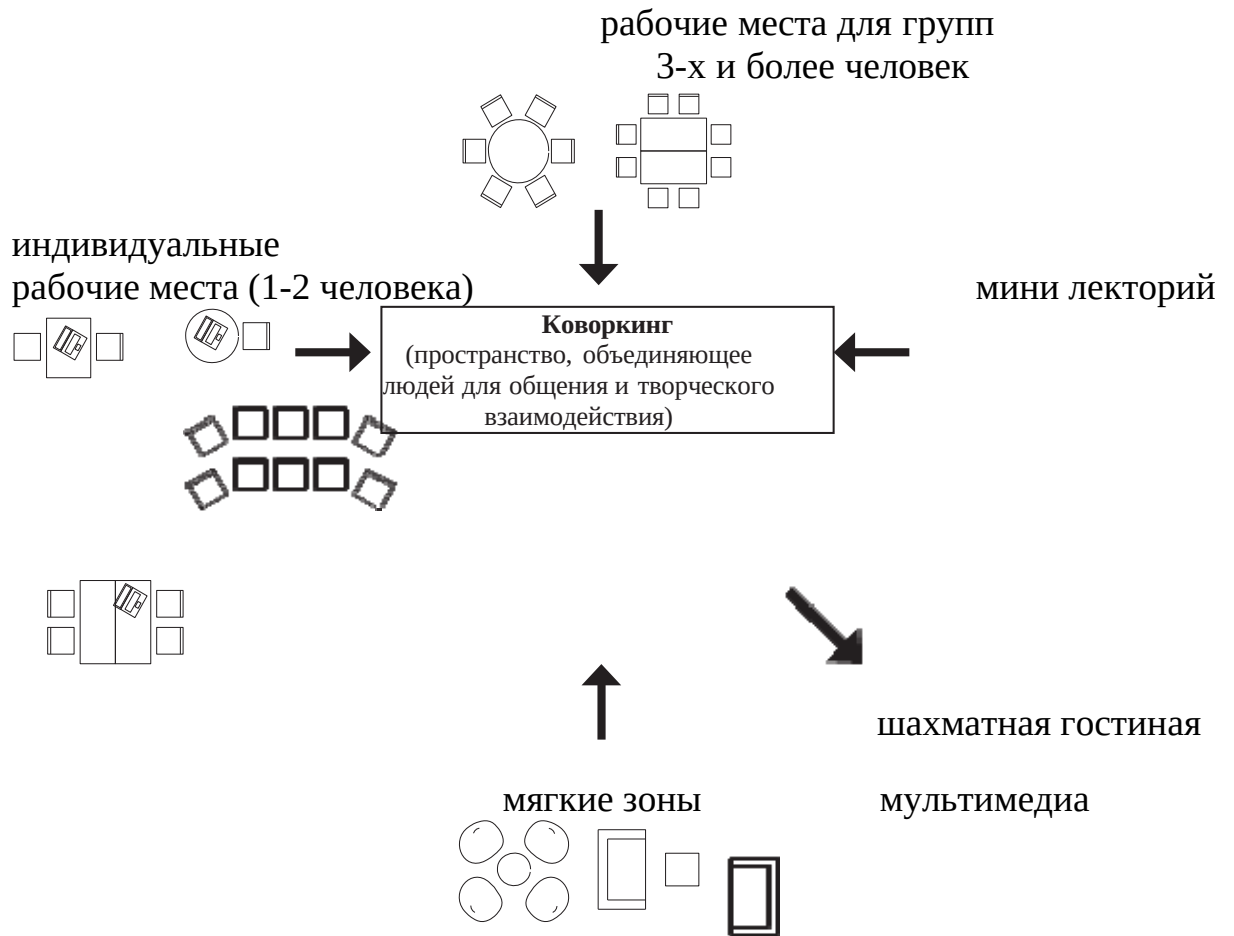 рабочие места для групп
3-х и более человек
индивидуальные
рабочие места (1-2 человека)
мини лекторий
Коворкинг
(пространство, объединяющее
людей для общения и творческого
взаимодействия)
шахматная гостиная
мягкие зоны
мультимедиа